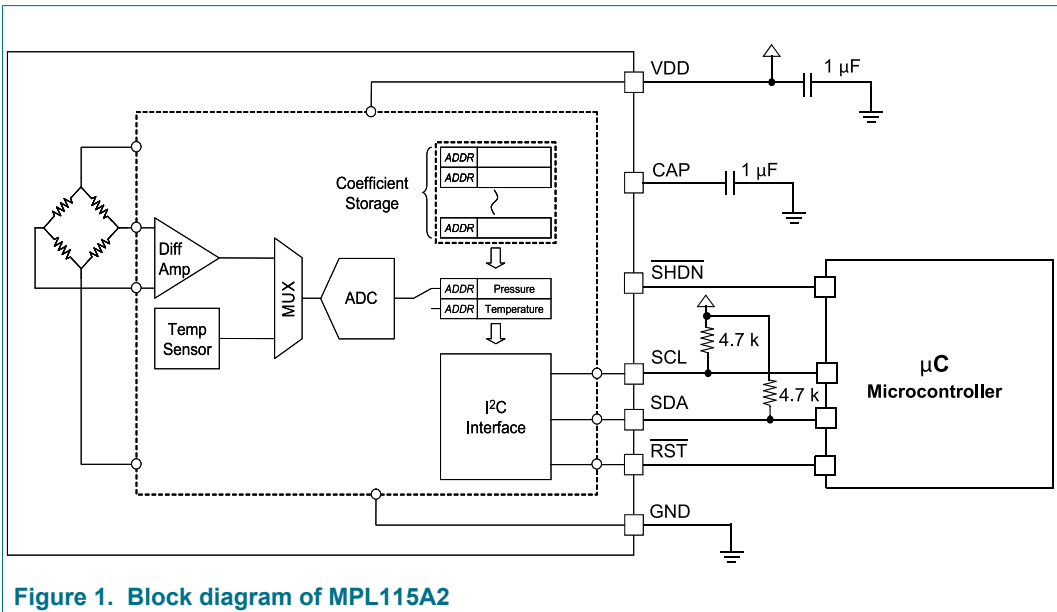 VDD
1 µF
CAP
1 µF
ADDR
ADDR
Coefficient
Storage
ADDR
SHDN
Diff
Amp
MUX
ADC
ADDR Pressure
ADDR Temperature
4.7 k
Temp
Sensor
SCL
µC
Microcontroller
4.7 k
SDA
I²C
Interface
RST
GND
Figure 1. Block diagram of MPL115A2